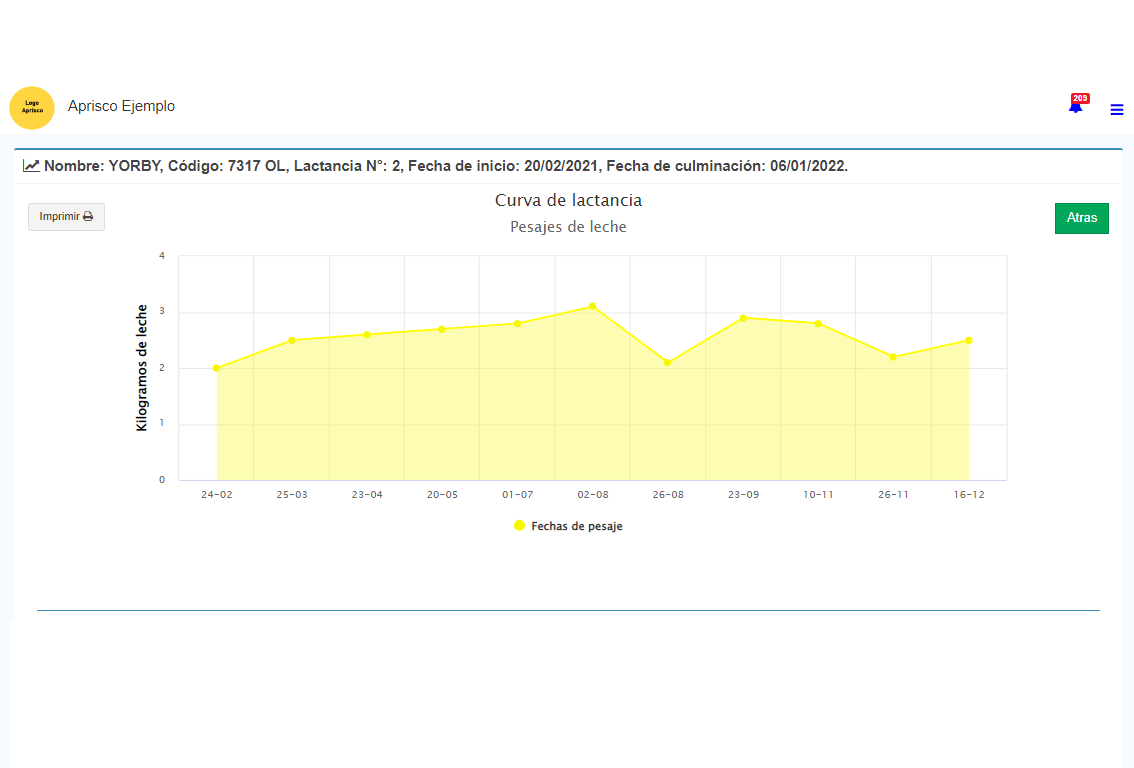 Logo
Aprisco
Aprisco Ejemplo
209
Nombre: YORBY, Código: 7317 OL, Lactancia N°: 2, Fecha de inicio: 20/02/2021, Fecha de culminación: 06/01/2022.
Imprimir
Curva de lactancia
Pesajes de leche
Atras
Kilogramos de leche
4
3
2
1
0
24-02 25-03 23-04 20-05 01-07 02-08 26-08 23-09 10-11 26-11 16-12
Fechas de pesaje